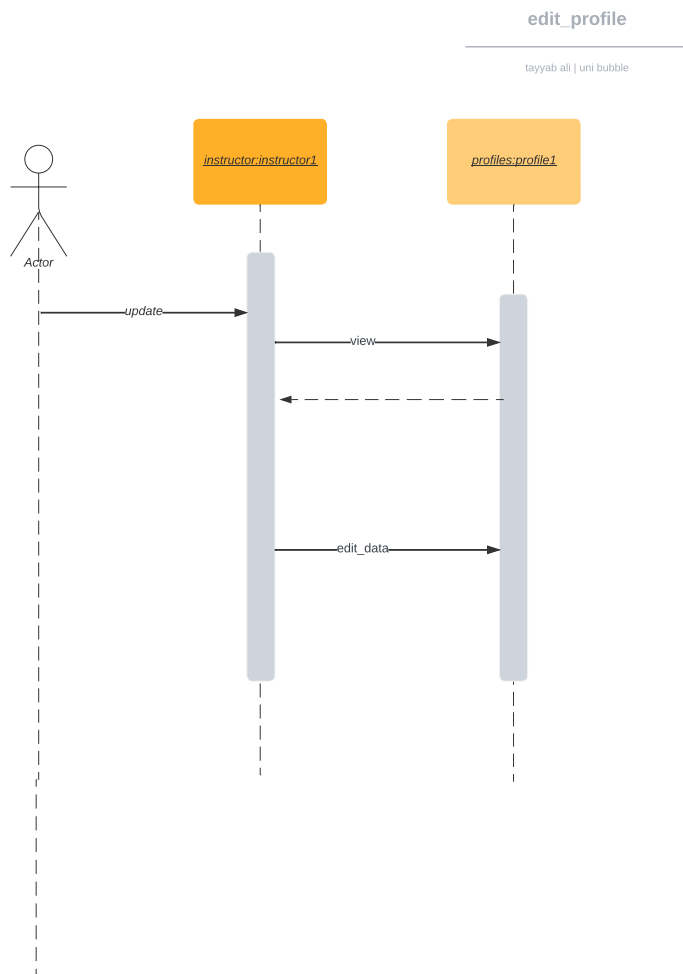 edit_profile
tayyab ali | uni bubble
instructor:instructor1
profiles:profile1
Actor
update
view
edit_data